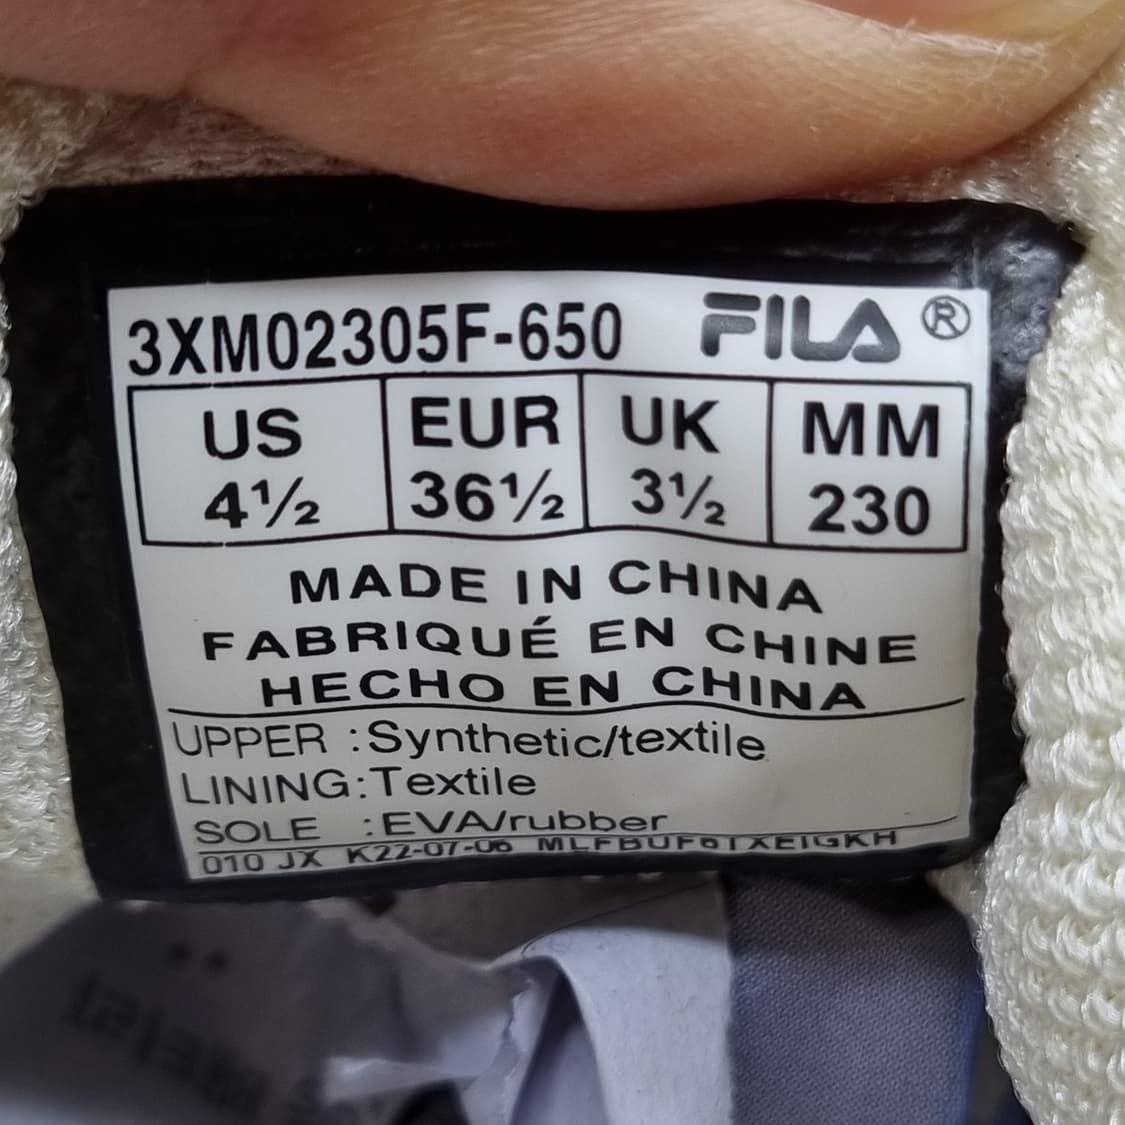 3XM02305F-650 FILA ®
US EUR UK MM
4½ 36½ 3½ 230
MADE IN CHINA
FABRIQUÉ EN CHINE
HECHO EN CHINA
UPPER :Synthetic/textile
LINING:Textile
SOLE :EVA/rubber
010 JX K22-07-06